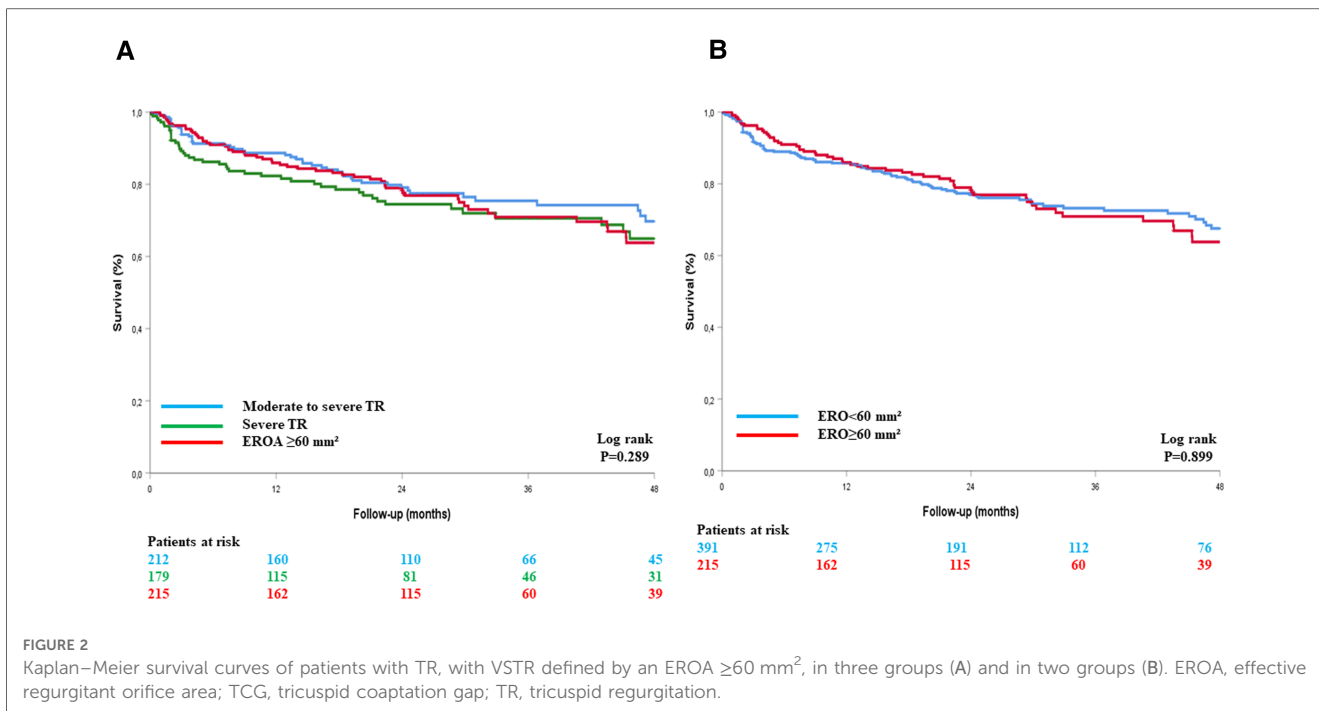 A
1,0
0,8
0,6
0,4
0,2
0,0
Survival (%)
Moderate to severe TR
Severe TR
EROA ≥60 mm²
Log rank
P=0.289
0 12 24 36 48
Follow-up (months)
Patients at risk
212 160 110 66 45
179 115 81 46 31
215 162 115 60 39
B
1,0
0,8
0,6
0,4
0,2
0,0
Survival (%)
ERO<60 mm²
ERO≥60 mm²
Log rank
P=0.899
0 12 24 36 48
Follow-up (months)
Patients at risk
391 275 191 112 76
215 162 115 60 39
FIGURE 2
Kaplan–Meier survival curves of patients with TR, with VSTR defined by an EROA ≥60 mm², in three groups (A) and in two groups (B). EROA, effective
regurgitant orifice area; TCG, tricuspid coaptation gap; TR, tricuspid regurgitation.